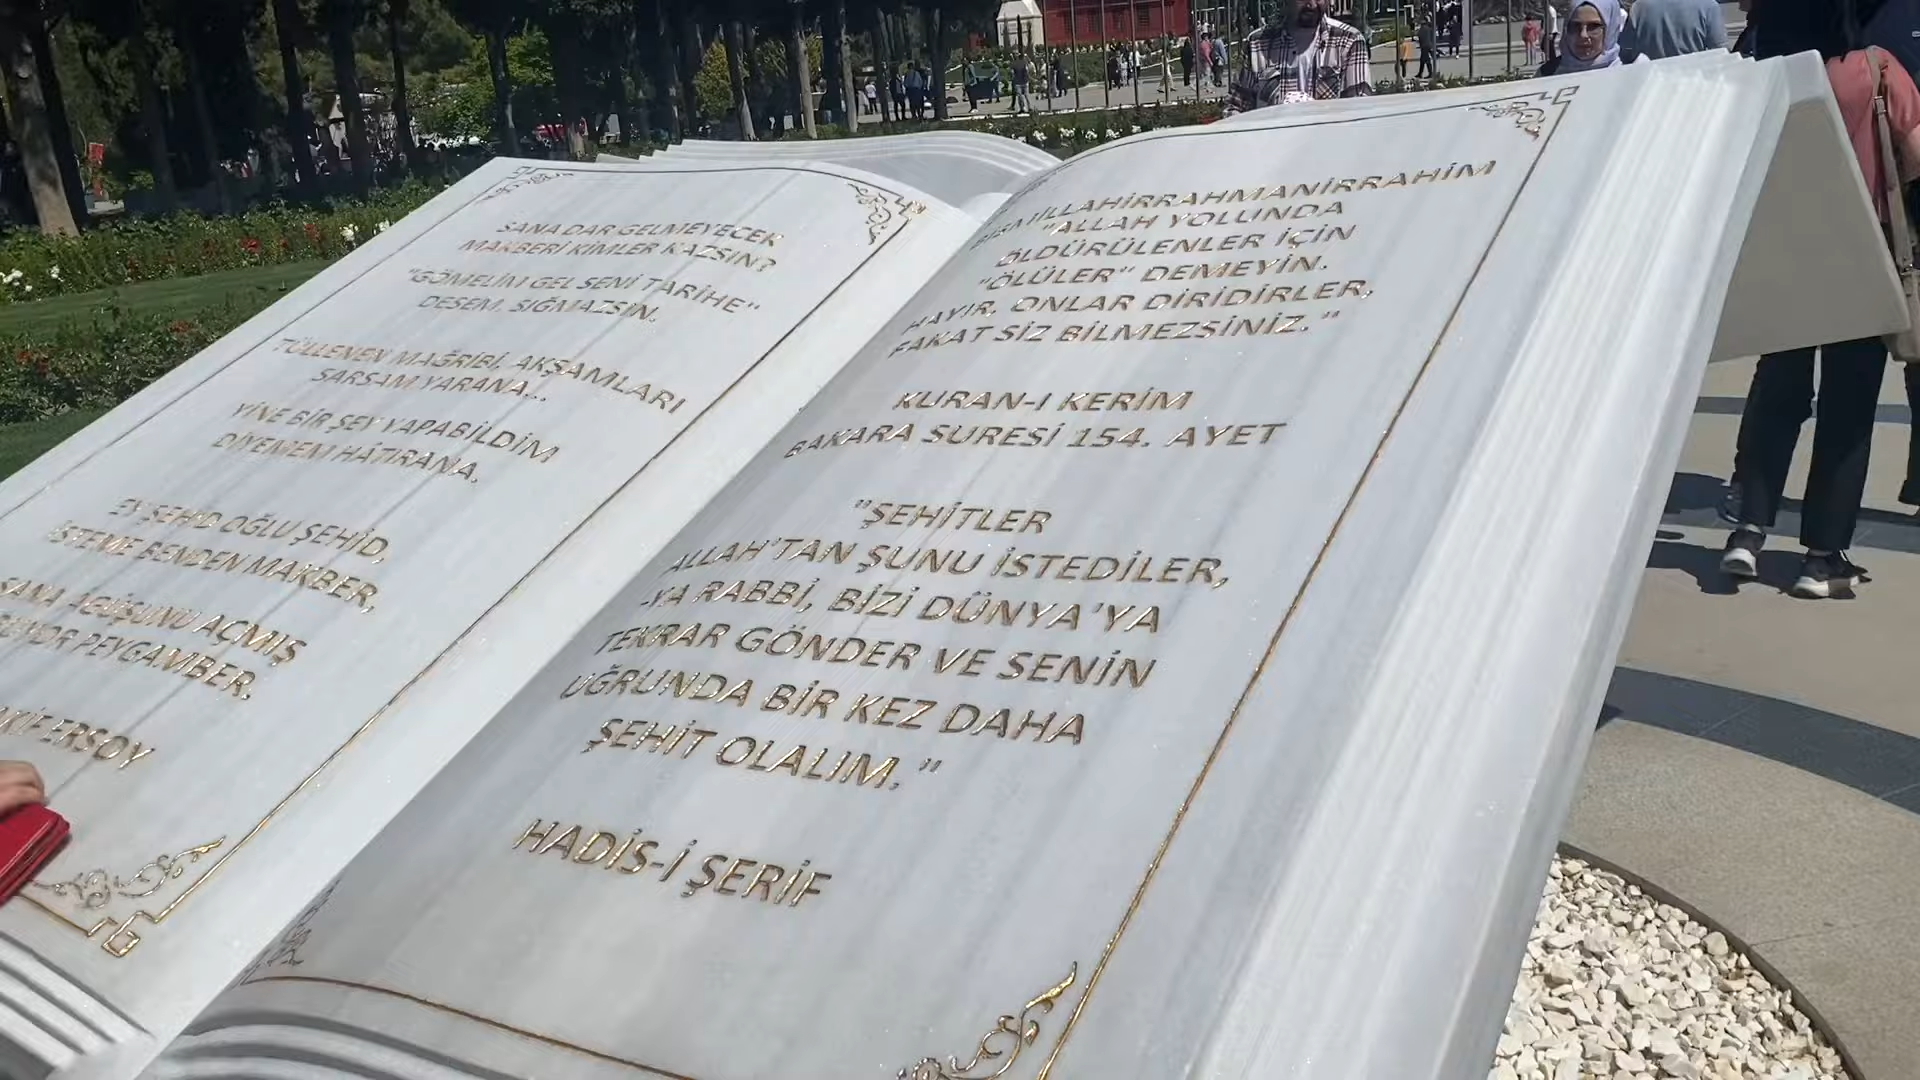 SANA DAR GELMEYECEK
MAKBERİ KİMLER KAZSIN?
"GÖMELİM GEL SENİ TARİHE"
DESEM, SIĞMAZSIN.
TÜLLENEN MAĞRIBİ, AKŞAMLARI
SARSAM YARANA...
YİNE BİR ŞEY YAPABİLDİM
DİYEMEM HATIRANA.
EY ŞEHİD OĞLU ŞEHİD,
İSTEME BENDEN MAKBER,
SANA AGÜŞUNU AÇMIŞ
PEYGAMBER.
ERSOY
BİSMİLLAHİRRAHMANİRRAHİM
"ALLAH YOLUNDA
ÖLDÜRÜLENLER İÇİN
"ÖLÜLER" DEMEYİN.
HAYIR, ONLAR DİRİDİRLER,
FAKAT SİZ BİLMEZSİNİZ."
KURAN-I KERİM
BAKARA SURESİ 154. AYET
"ŞEHİTLER
ALLAH'TAN ŞUNU İSTEDİLER,
-YA RABBİ, BİZİ DÜNYA'YA
TEKRAR GÖNDER VE SENİN
UĞRUNDA BİR KEZ DAHA
ŞEHİT OLALIM."
HADİS-İ ŞERİF